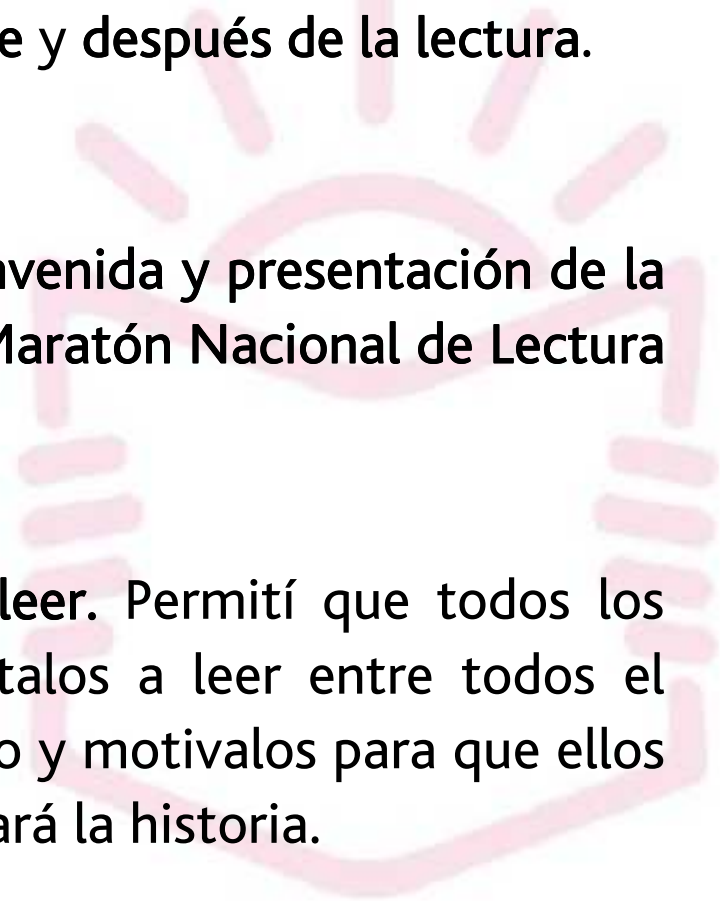 e y después de la lectura.
nvenida y presentación de la
Maratón Nacional de Lectura
leer. Permití que todos los
talos a leer entre todos el
o y motivalos para que ellos
ará la historia.